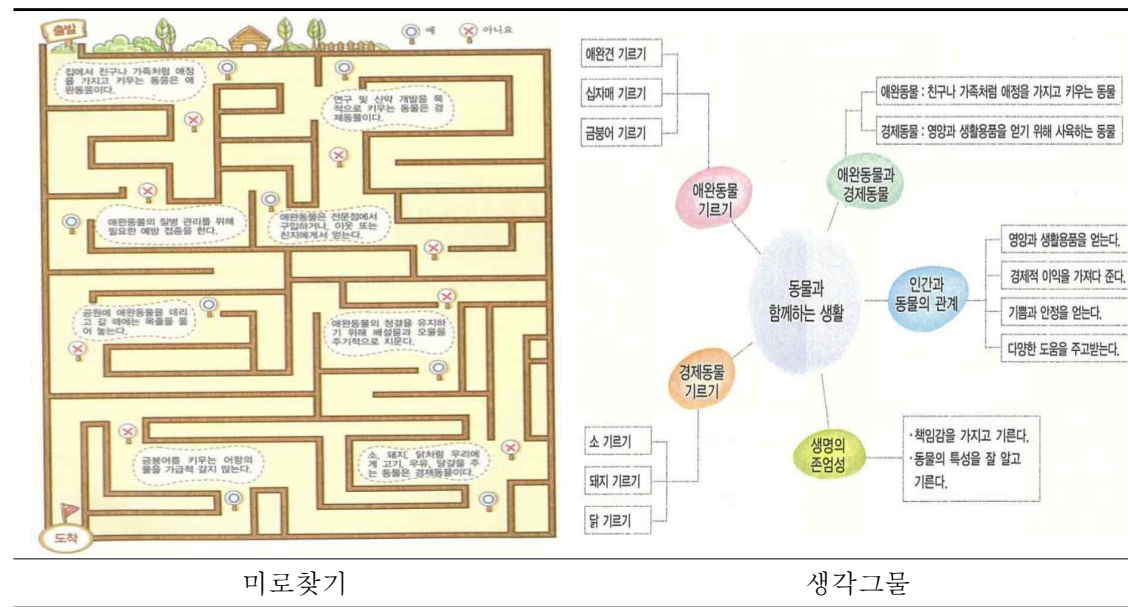 출발
예
아니요
집에서 친구나 가족처럼 애정
을 가지고 키우는 동물은 애
완동물이다.
연구 및 신약 개발을 목
적으로 키우는 동물은 경
제동물이다.
애완동물의 질병 관리를 위해
필요한 예방 접종을 한다.
애완동물은 전문점에서
구입하거나, 이웃 또는
친지에게서 얻는다.
공원에 애완동물을 데리
고 갈 때에는 목줄을 풀
어 놓는다.
애완동물의 청결을 유지하
기 위해 배설물과 오물을
주기적으로 치운다.
금붕어를 키우는 어항의
물을 가급적 갈지 않는다.
소, 돼지, 닭처럼 우리에
게 고기, 우유, 달걀을 주
는 동물은 경제동물이다.
도착
미로찾기
애완견 기르기
십자매 기르기
금붕어 기르기
애완동물
기르기
애완동물 : 친구나 가족처럼 애정을 가지고 키우는 동물
경제동물 : 영양과 생활용품을 얻기 위해 사육하는 동물
애완동물과
경제동물
동물과
함께하는 생활
인간과
동물의 관계
영양과 생활용품을 얻는다.
경제적 이익을 가져다 준다.
기쁨과 안정을 얻는다.
다양한 도움을 주고받는다.
경제동물
기르기
소 기르기
돼지 기르기
닭 기르기
생명의
존엄성
·책임감을 가지고 기른다.
·동물의 특성을 잘 알고
기른다.
생각그물